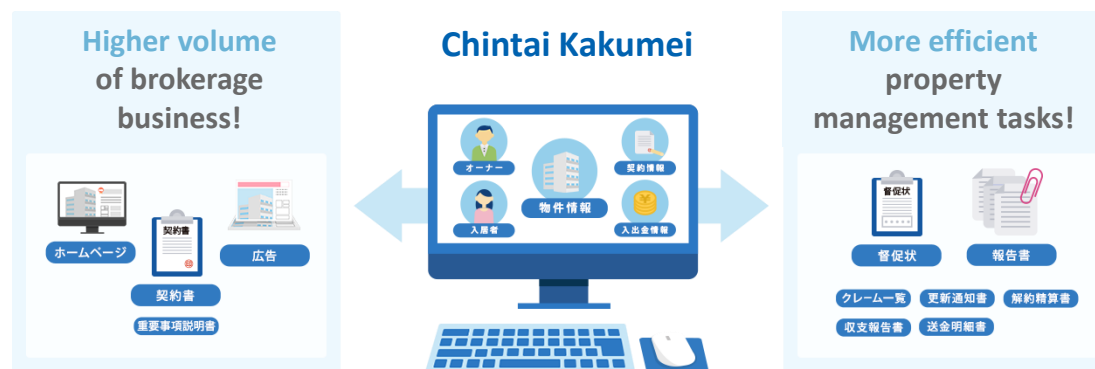 Higher volume
of brokerage
business!
契約書
ホームページ
広告
契約書
重要事項説明書
Chintai Kakumei
オーナー
契約情報
物件情報
入居者
入出金情報
More efficient
property
management tasks!
督促状
督促状
報告書
クレーム一覧
更新通知書
解約精算書
収支報告書
送金明細書